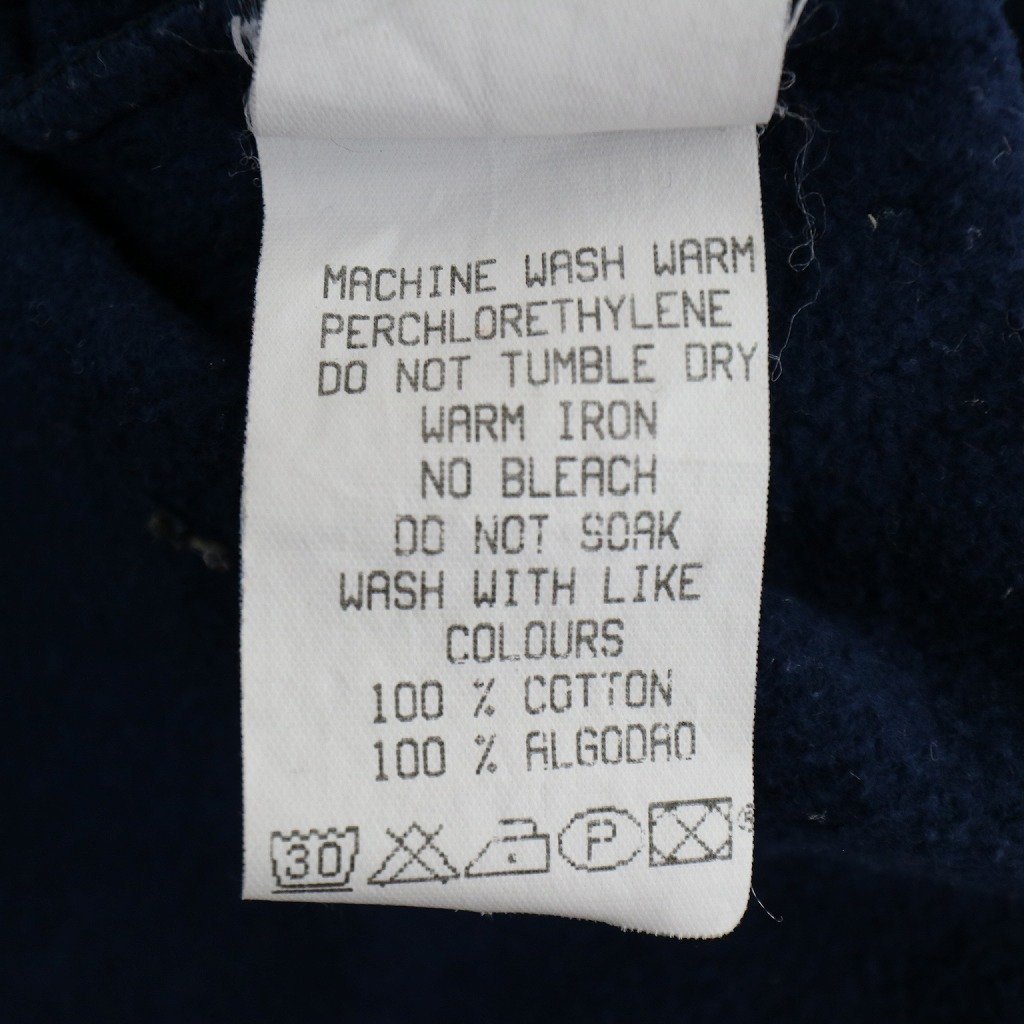 MACHINE WASH WARM
PERCHLORETHYLENE
DO NOT TUMBLE DRY
WARM IRON
NO BLEACH
DO NOT SOAK
WASH WITH LIKE
COLOURS
100 % COTTON
100 % ALGODAO
30 P ®